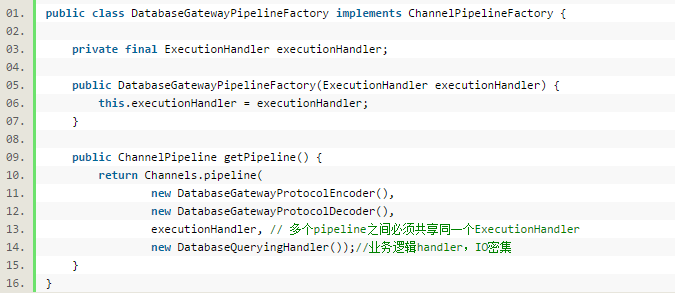 01. public class DatabaseGatewayPipelineFactory implements ChannelPipelineFactory {
02.
03. private final ExecutionHandler executionHandler;
04.
05. public DatabaseGatewayPipelineFactory(ExecutionHandler executionHandler) {
06. this.executionHandler = executionHandler;
07. }
08.
09. public ChannelPipeline getPipeline() {
10. return Channels.pipeline(
11. new DatabaseGatewayProtocolEncoder(),
12. new DatabaseGatewayProtocolDecoder(),
13. executionHandler, // 多个pipeline之间必须共享同一个ExecutionHandler
14. new DatabaseQueryingHandler());//业务逻辑handler，IO密集
15. }
16. }